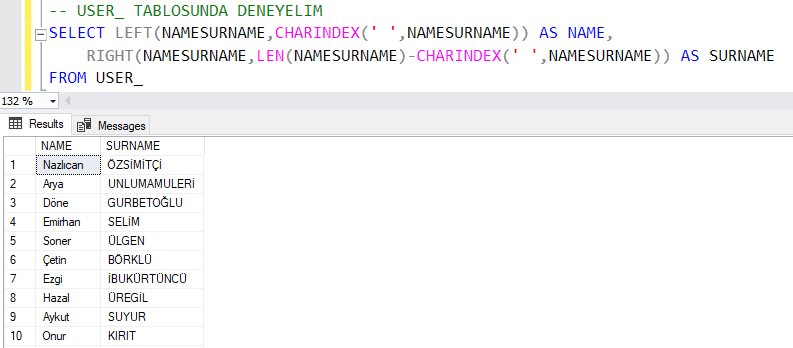 -- USER_ TABLOSUNDA DENEYELIM
SELECT LEFT(NAMESURNAME,CHARINDEX(' ',NAMESURNAME)) AS NAME,
RIGHT(NAMESURNAME,LEN(NAMESURNAME)-CHARINDEX(' ',NAMESURNAME)) AS SURNAME
FROM USER_
132 %
Results Messages
NAME SURNAME
1 Nazlıcan ÖZSİMİTÇİ
2 Arya UNLUMAMULERİ
3 Döne GURBETOĞLU
4 Emirhan SELİM
5 Soner ÜLGEN
6 Çetin BÖRKLÜ
7 Ezgi İBUKÜRTÜNCÜ
8 Hazal ÜREGİL
9 Aykut SUYUR
10 Onur KIRIT